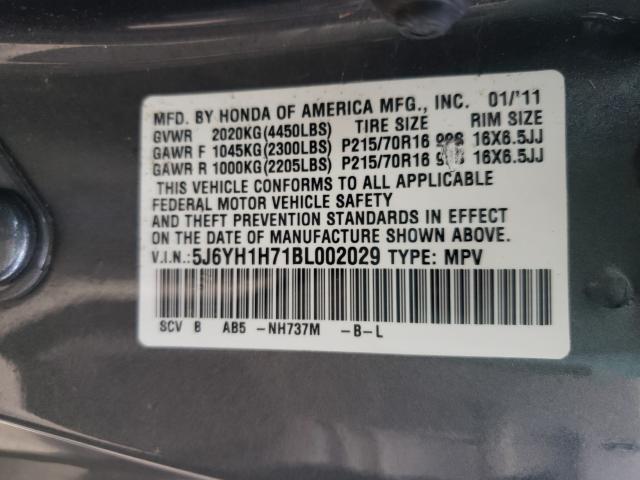 MFD. BY HONDA OF AMERICA MFG., INC. 01/'11
GVWR 2020KG(4450LBS) TIRE SIZE RIM SIZE
GAWR F 1045KG(2300LBS) P215/70R16 16X6.5JJ
GAWR R 1000KG(2205LBS) P215/70R16 16X6.5JJ
THIS VEHICLE CONFORMS TO ALL APPLICABLE
FEDERAL MOTOR VEHICLE SAFETY
AND THEFT PREVENTION STANDARDS IN EFFECT
ON THE DATE OF MANUFACTURE SHOWN ABOVE.
V.I.N.:5J6YH1H71BL002029 TYPE: MPV
SCV B AB5 -NH737M -B-L